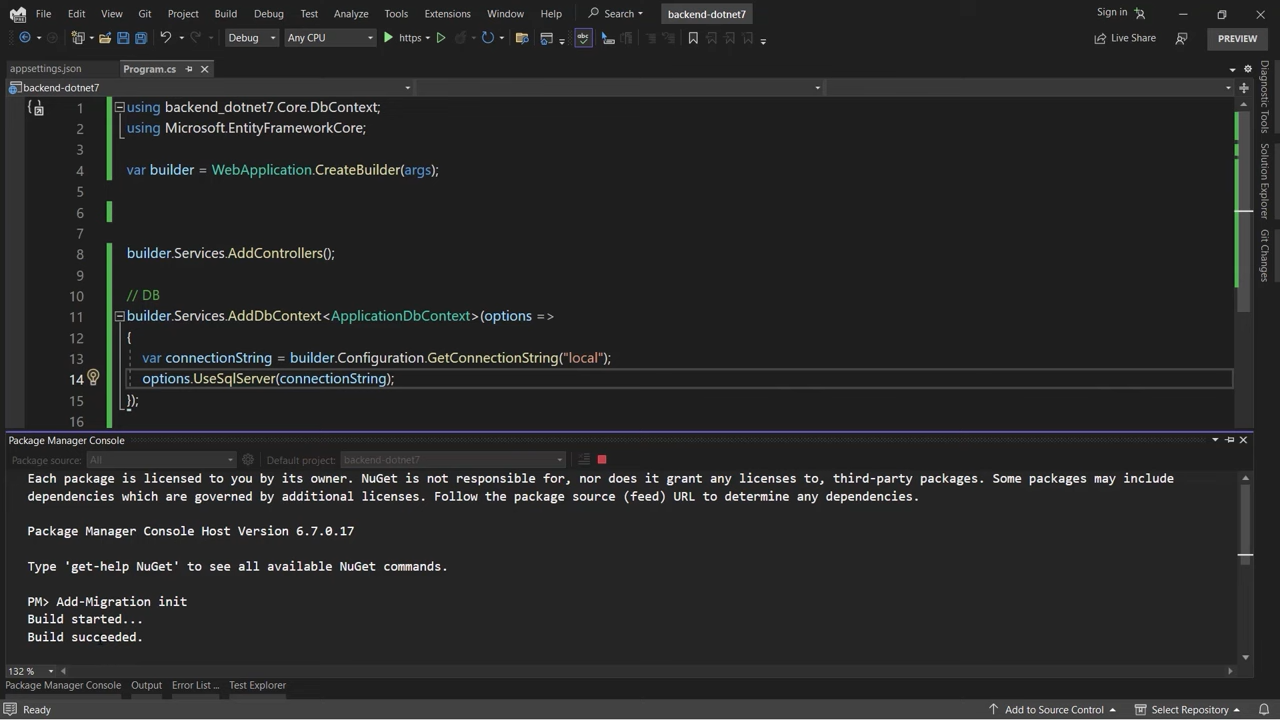 File Edit View Git Project Build Debug Test Analyze Tools Extensions Window Help Search backend-dotnet7 Sign in
Debug Any CPU https abc Live Share PREVIEW
appsettings.json Program.cs
backend-dotnet7
1 using backend_dotnet7.Core.DbContext;
2 using Microsoft.EntityFrameworkCore;
3
4 var builder = WebApplication.CreateBuilder(args);
5
6
7
8 builder.Services.AddControllers();
9
10 // DB
11 builder.Services.AddDbContext<ApplicationDbContext>(options =>
12 {
13 var connectionString = builder.Configuration.GetConnectionString("local");
14 options.UseSqlServer(connectionString);
15 });
16
Diagnostic Tools
Solution Explorer
Git Changes
Package Manager Console
Package source: All Default project: backend-dotnet7
Each package is licensed to you by its owner. NuGet is not responsible for, nor does it grant any licenses to, third-party packages. Some packages may include
dependencies which are governed by additional licenses. Follow the package source (feed) URL to determine any dependencies.
Package Manager Console Host Version 6.7.0.17
Type 'get-help NuGet' to see all available NuGet commands.
PM> Add-Migration init
Build started...
Build succeeded.
132 %
Package Manager Console Output Error List ... Test Explorer
Ready Add to Source Control Select Repository